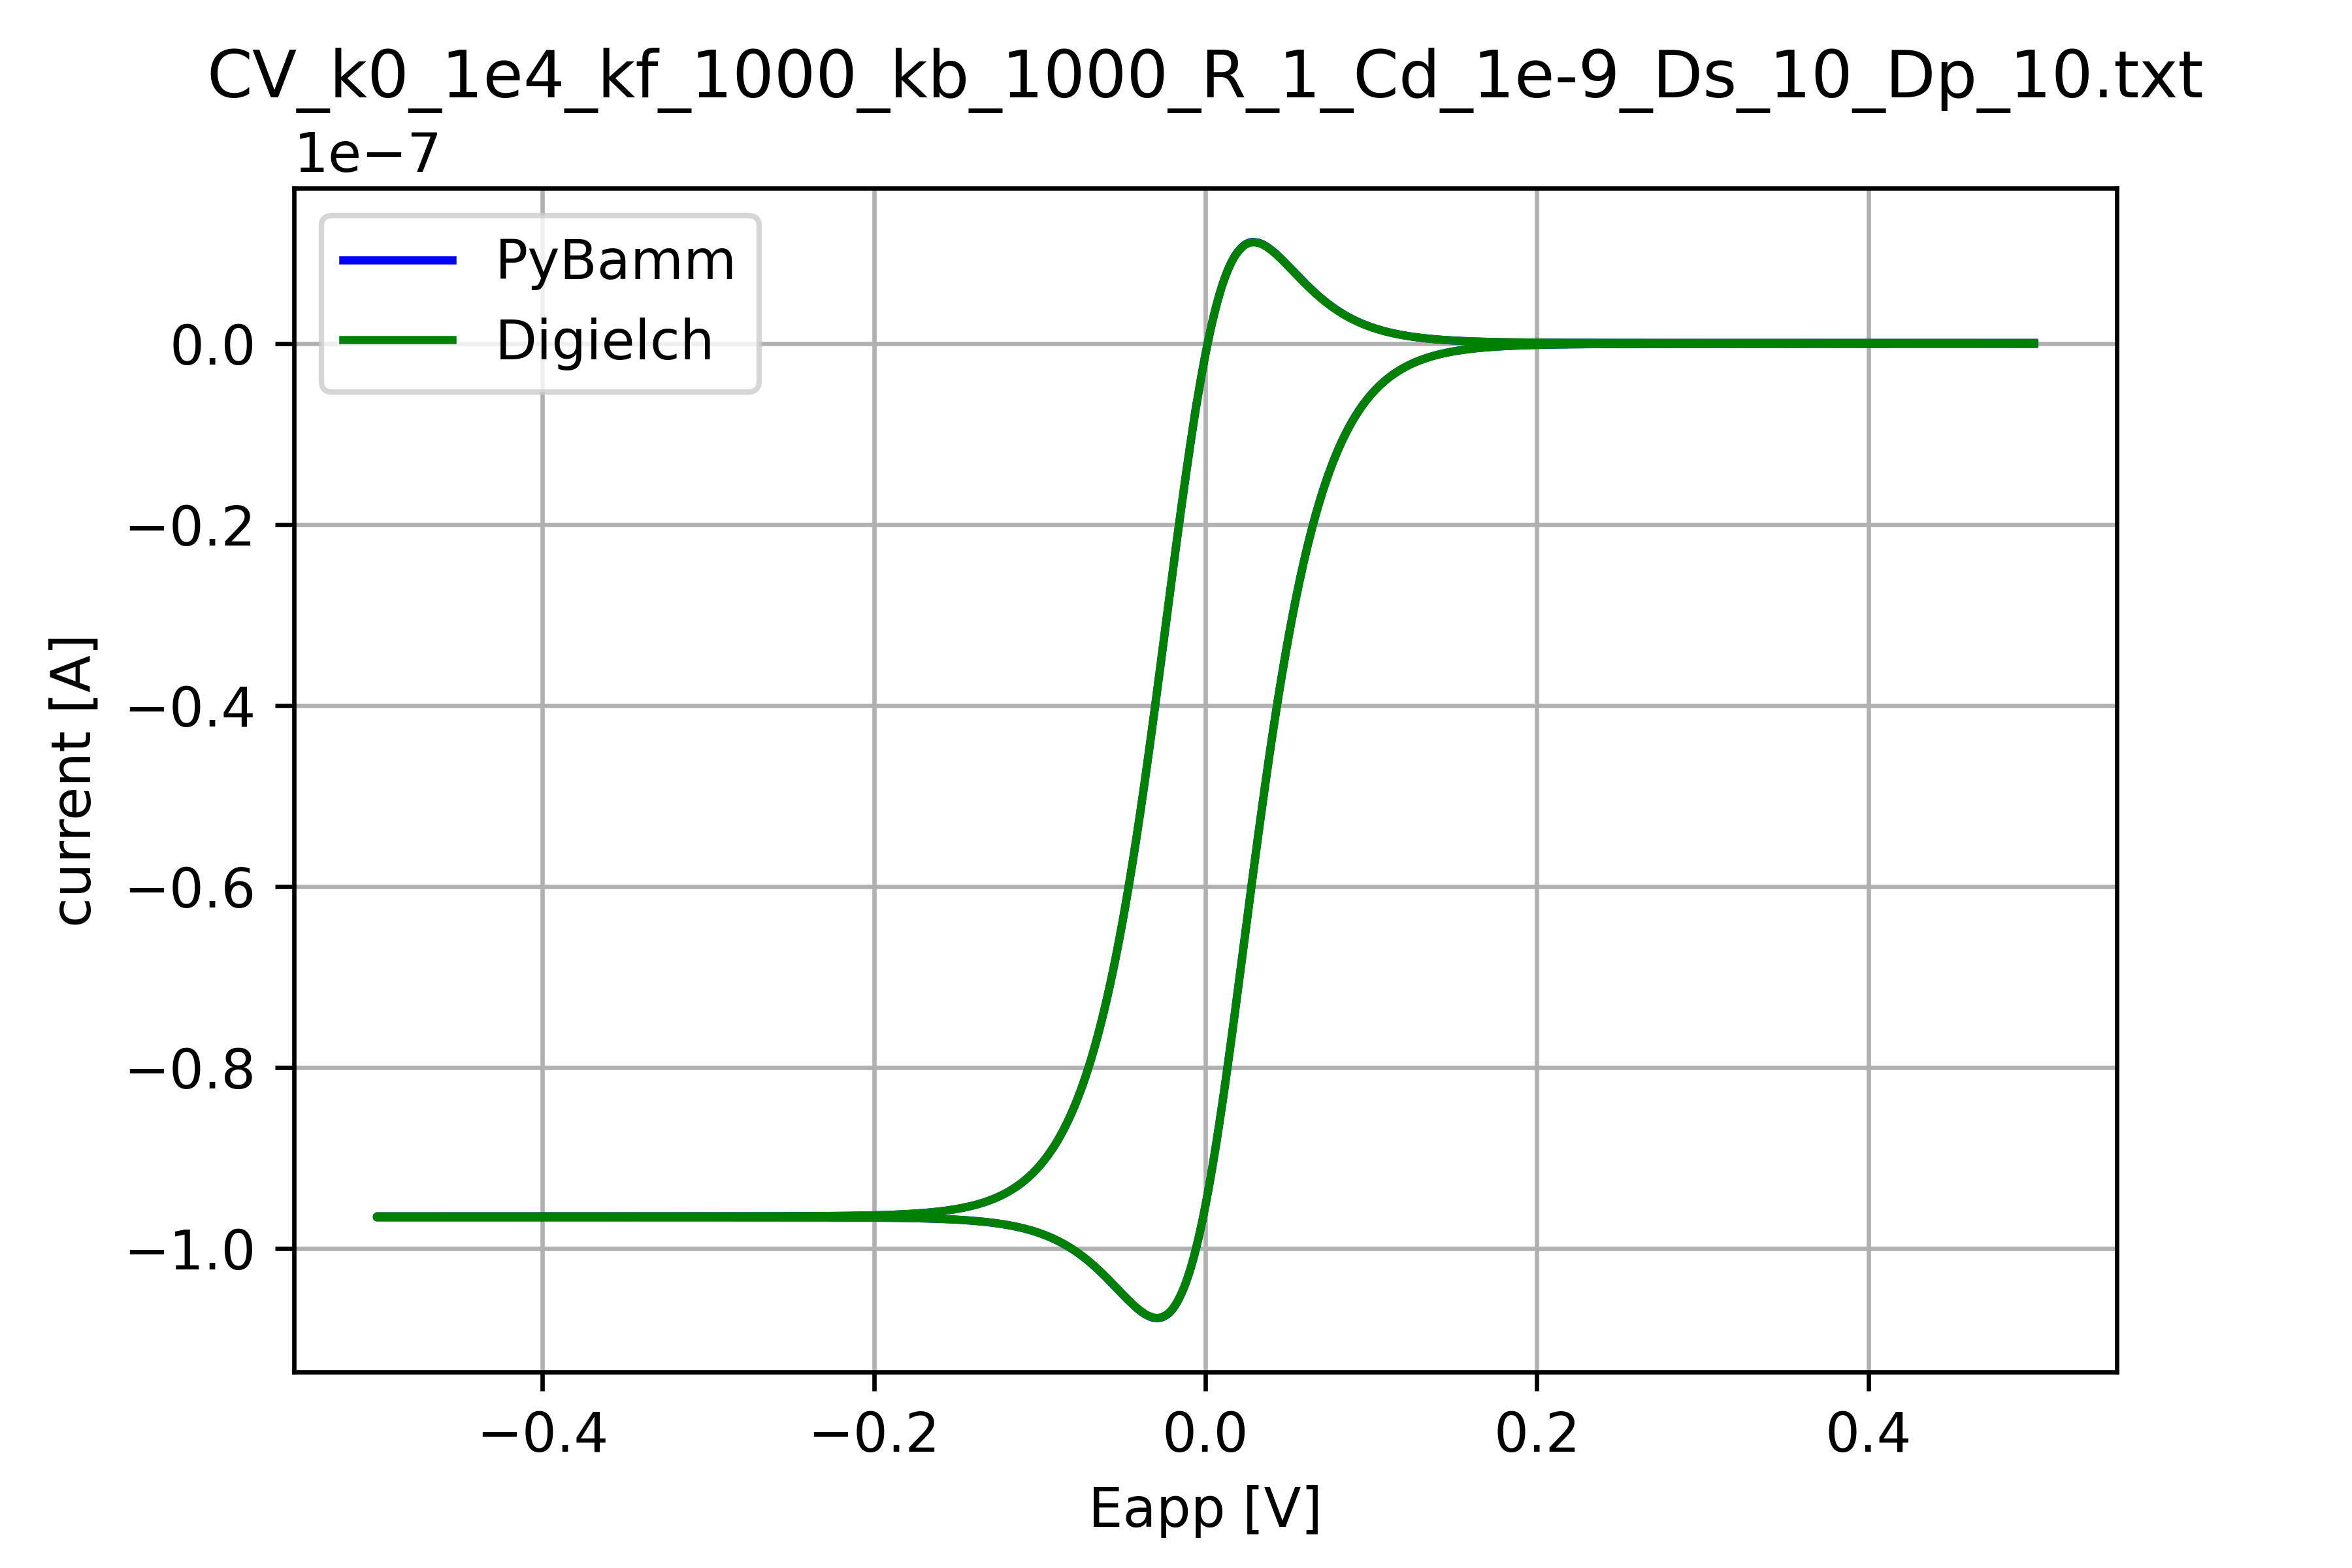 CV_k0_1e4_kf_1000_kb_1000_R_1_Cd_1e-9_Ds_10_Dp_10.txt
1e−7
PyBamm
Digielch
0.0
−0.2
−0.4
−0.6
−0.8
−1.0
current [A]
−0.4 −0.2 0.0 0.2 0.4
Eapp [V]